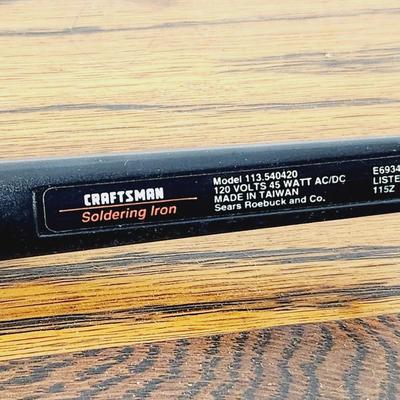 CRAFTSMAN
Soldering Iron
Model 113.540420
120 VOLTS 45 WATT AC/DC
MADE IN TAIWAN
Sears Roebuck and Co.
E6934
LISTE
115Z